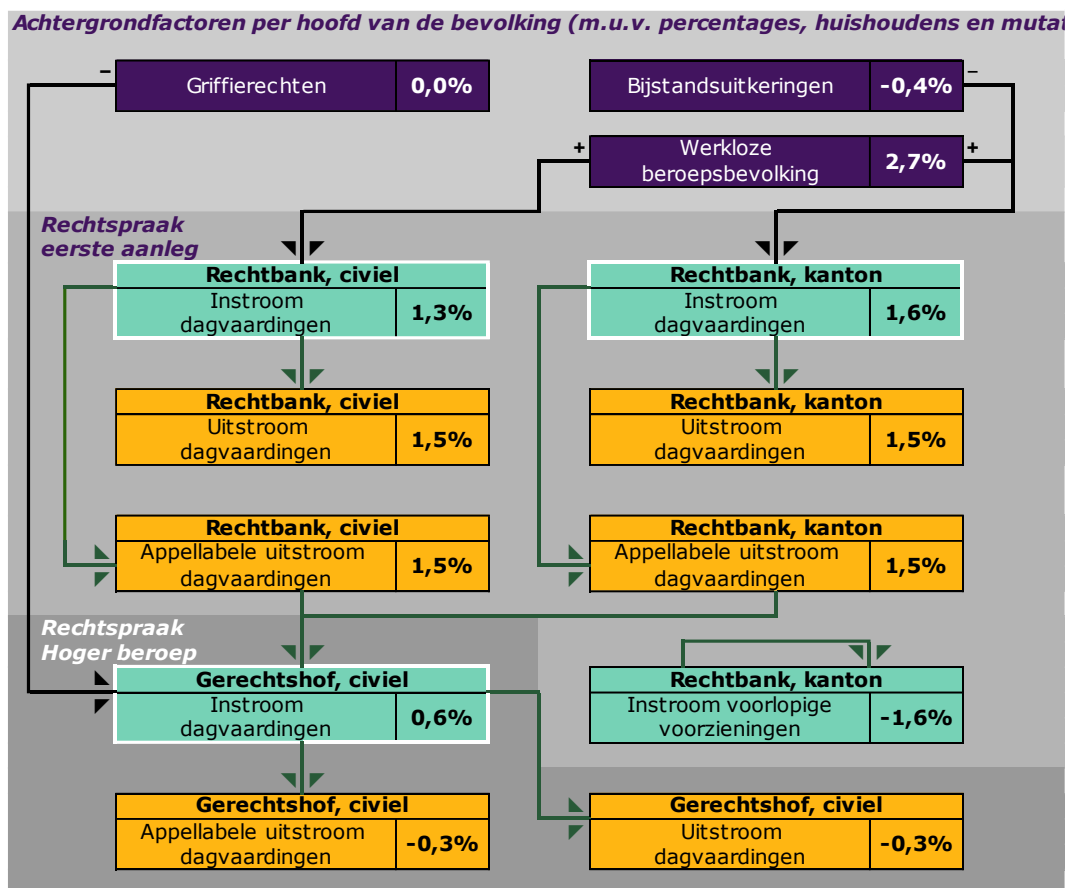 Achtergrondfactoren per hoofd van de bevolking (m.u.v. percentages, huishoudens en mutat
–
Griffierechten 0,0%
Bijstandsuitkeringen -0,4%
–
+
Werkloze
beroepsbevolking
2,7%
+
Rechtspraak
eerste aanleg
Rechtbank, civiel
Instroom
dagvaardingen
1,3%
Rechtbank, kanton
Instroom
dagvaardingen
1,6%
Rechtbank, civiel
Uitstroom
dagvaardingen
1,5%
Rechtbank, kanton
Uitstroom
dagvaardingen
1,5%
Rechtbank, civiel
Appellabele uitstroom
dagvaardingen
1,5%
Rechtbank, kanton
Appellabele uitstroom
dagvaardingen
1,5%
Rechtspraak
Hoger beroep
Gerechtshof, civiel
Instroom
dagvaardingen
0,6%
Rechtbank, kanton
Instroom voorlopige
voorzieningen
-1,6%
Gerechtshof, civiel
Appellabele uitstroom
dagvaardingen
-0,3%
Gerechtshof, civiel
Uitstroom
dagvaardingen
-0,3%